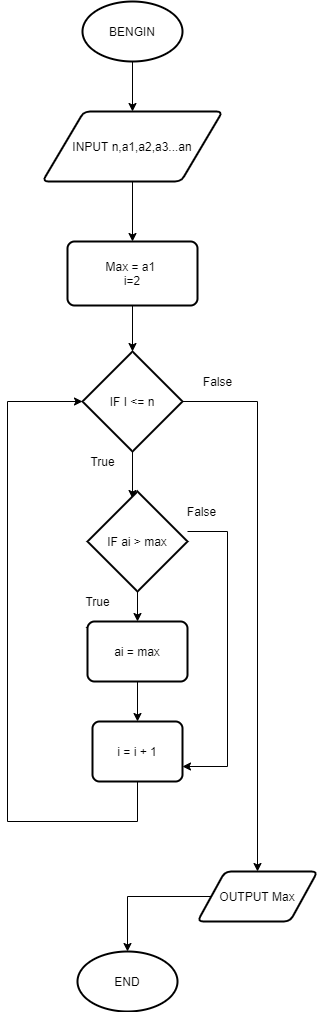 BENGIN
INPUT n,a1,a2,a3...an
Max = a1
i=2
False
IF I <= n
True
False
IF ai > max
True
ai = max
i = i + 1
OUTPUT Max
END